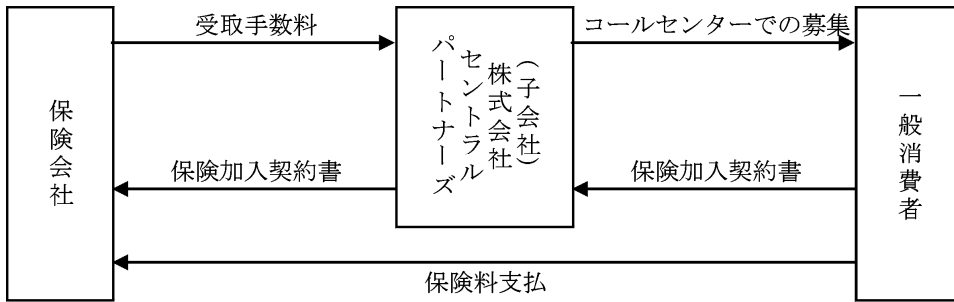 保険会社
受取手数料
保険加入契約書
(子会社)
株式会社
セントラル
パートナーズ
コールセンターでの募集
保険加入契約書
一般消費者
保険料支払